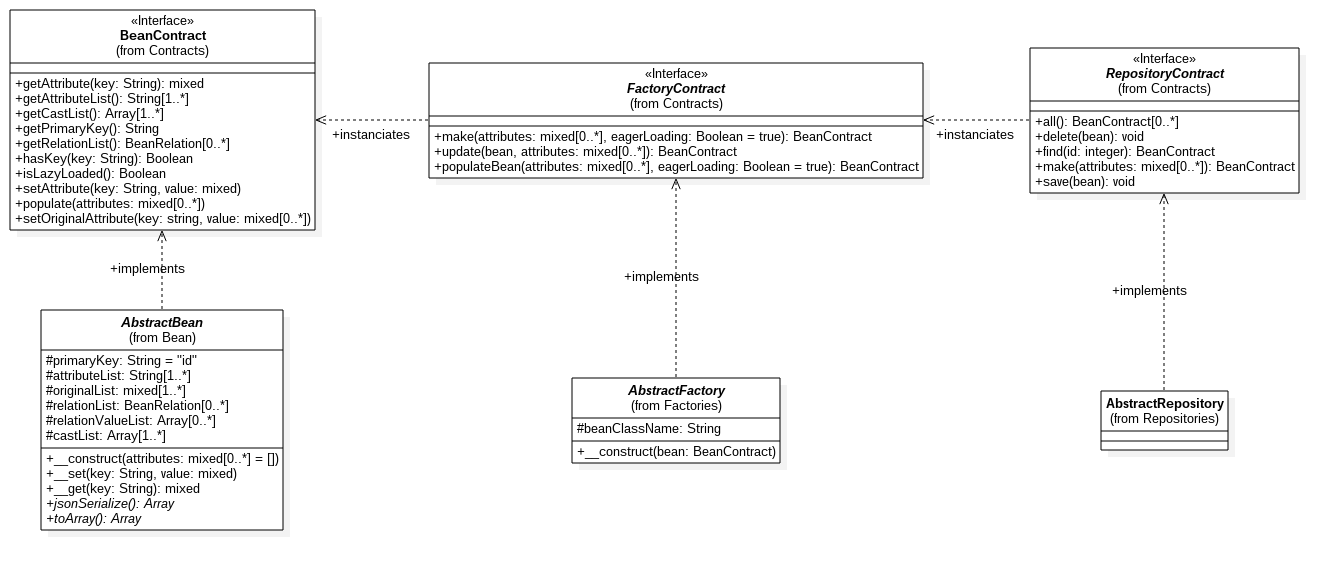 «Interface»
BeanContract
(from Contracts)
+getAttribute(key: String): mixed
+getAttributeList(): String[1..*]
+getCastList(): Array[1..*]
+getPrimaryKey(): String
+getRelationList(): BeanRelation[0..*]
+hasKey(key: String): Boolean
+isLazyLoaded(): Boolean
+setAttribute(key: String, value: mixed)
+populate(attributes: mixed[0..*])
+setOriginalAttribute(key: string, value: mixed[0..*])
+instanciates
«Interface»
FactoryContract
(from Contracts)
+make(attributes: mixed[0..*], eagerLoading: Boolean = true): BeanContract
+update(bean, attributes: mixed[0..*]): BeanContract
+populateBean(attributes: mixed[0..*], eagerLoading: Boolean = true): BeanContract
+instanciates
«Interface»
RepositoryContract
(from Contracts)
+all(): BeanContract[0..*]
+delete(bean): void
+find(id: integer): BeanContract
+make(attributes: mixed[0..*]): BeanContract
+save(bean): void
+implements
+implements
+implements
AbstractBean
(from Bean)
#primaryKey: String = "id"
#attributeList: String[1..*]
#originalList: mixed[1..*]
#relationList: BeanRelation[0..*]
#relationValueList: Array[0..*]
#castList: Array[1..*]
+__construct(attributes: mixed[0..*] = [])
+__set(key: String, value: mixed)
+__get(key: String): mixed
+jsonSerialize(): Array
+toArray(): Array
AbstractFactory
(from Factories)
#beanClassName: String
+__construct(bean: BeanContract)
AbstractRepository
(from Repositories)